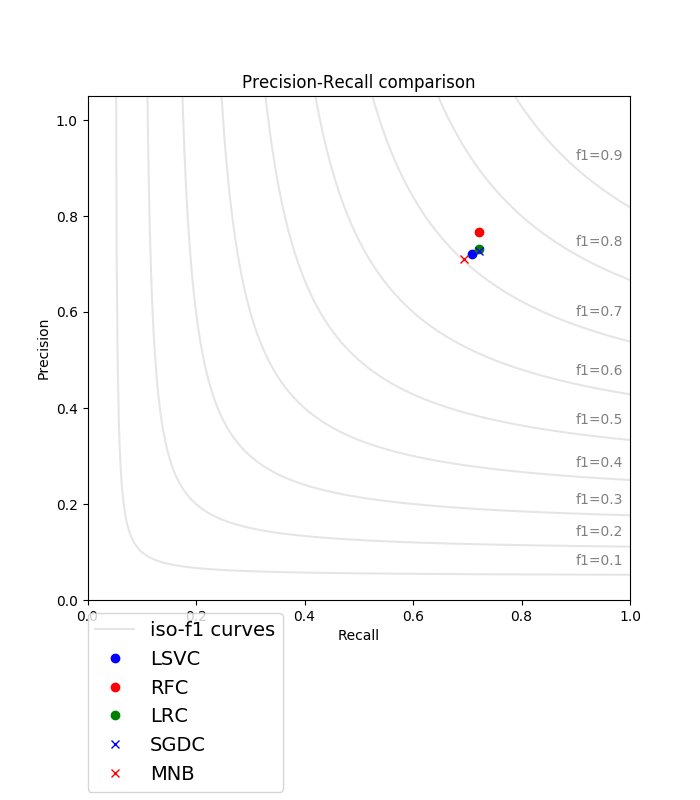 Precision-Recall comparison
1.0
f1=0.9
f1=0.8
0.8
f1=0.7
0.6
Precision
f1=0.6
f1=0.5
0.4
f1=0.4
f1=0.3
0.2
f1=0.2
f1=0.1
0.0
0.0 0.2 0.4 0.6 0.8 1.0
Recall
iso-f1 curves
LSVC
RFC
LRC
SGDC
MNB